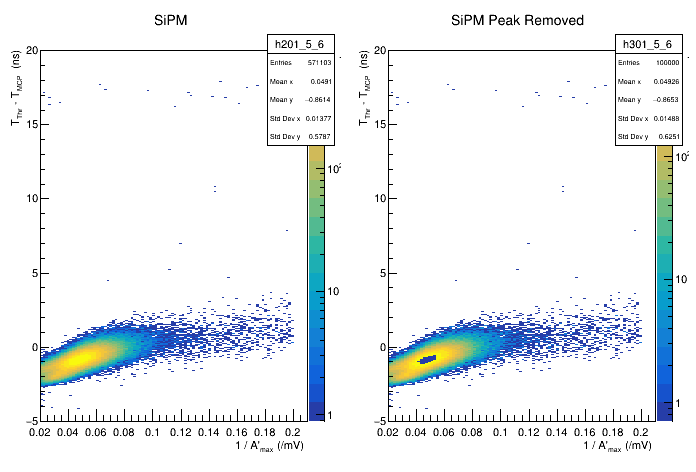 SiPM
h201_5_6
Entries 571103
Mean x 0.0491
Mean y −0.8614
Std Dev x 0.01377
Std Dev y 0.5787
T_Thr - T_MCP (ns)
20
15
10
5
0
−5
0.02 0.04 0.06 0.08 0.1 0.12 0.14 0.16 0.18 0.2
1 / A'_max (/mV)
10²
10
1
SiPM Peak Removed
h301_5_6
Entries 100000
Mean x 0.04926
Mean y −0.8653
Std Dev x 0.01488
Std Dev y 0.6251
T_Thr - T_MCP (ns)
20
15
10
5
0
−5
0.02 0.04 0.06 0.08 0.1 0.12 0.14 0.16 0.18 0.2
1 / A'_max (/mV)
10²
10
1